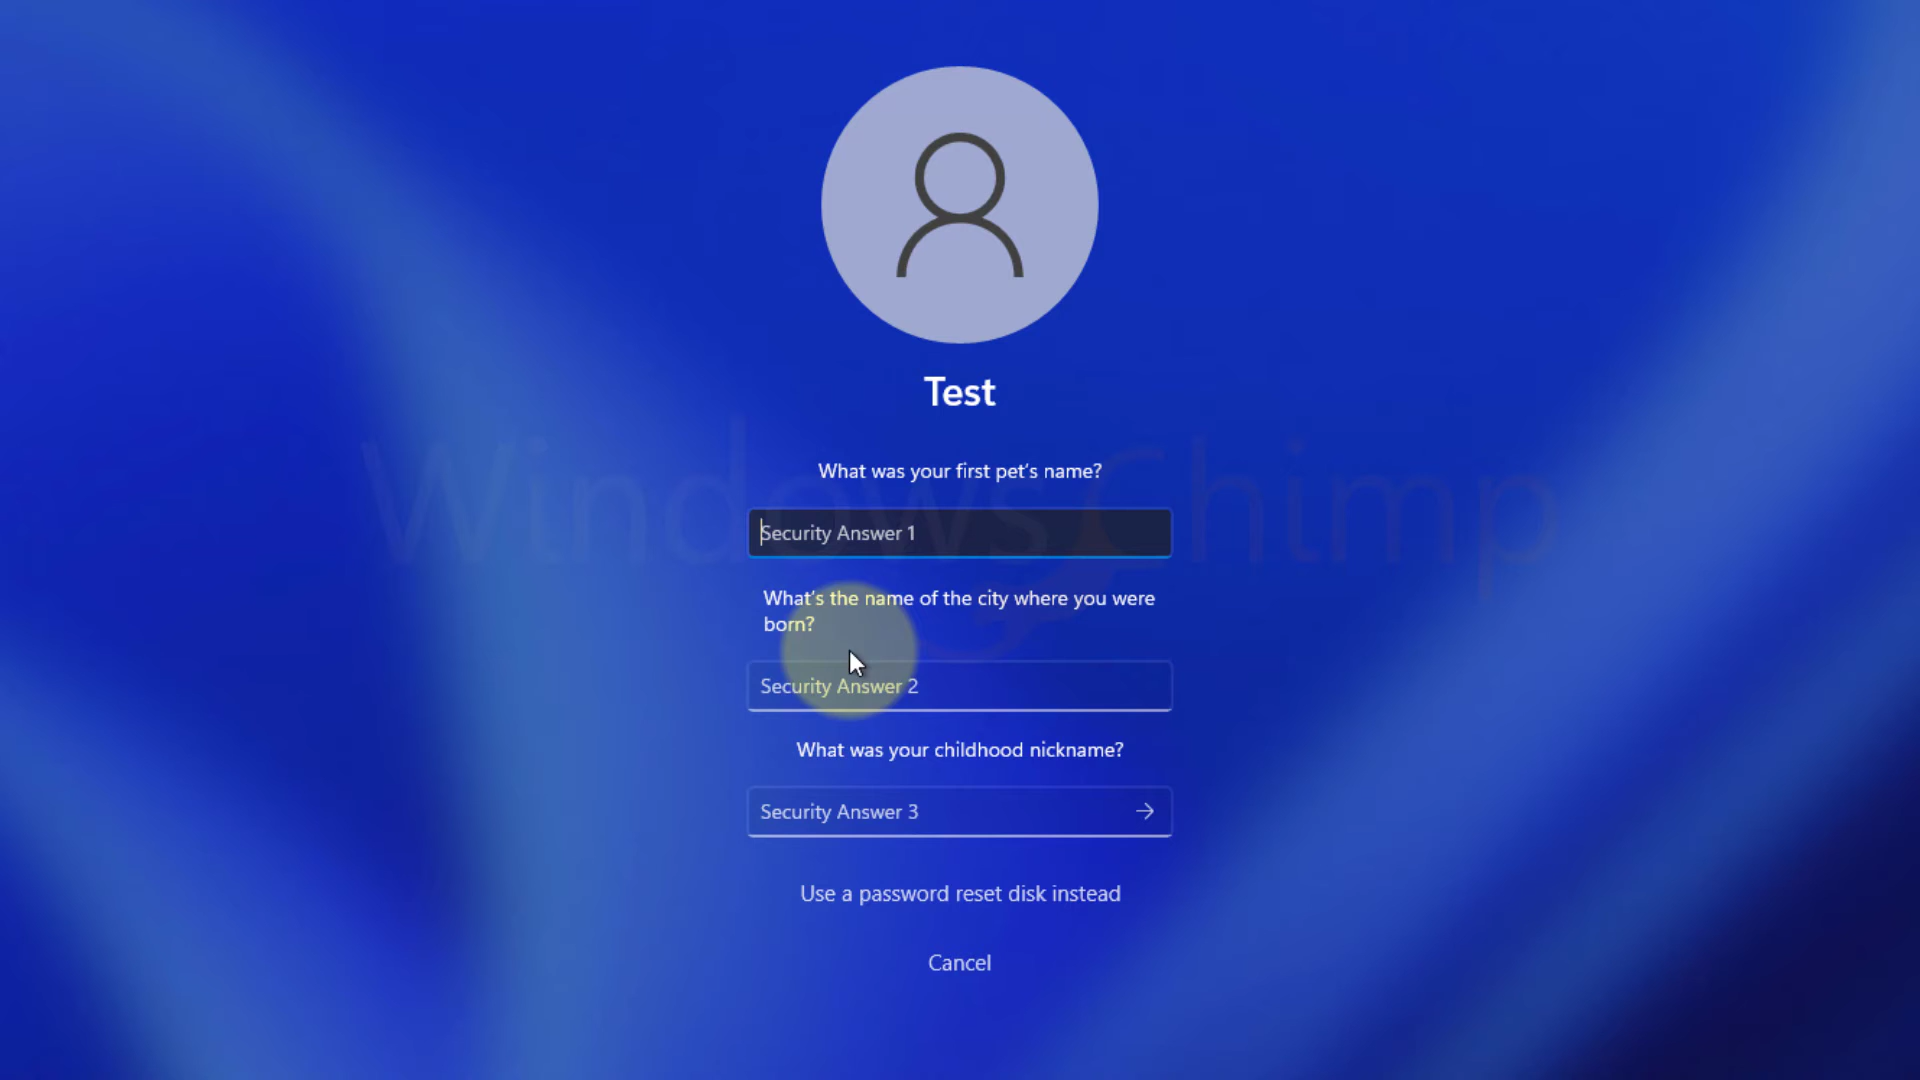 Test
WindowsChimp
What was your first pet's name?
Security Answer 1
What's the name of the city where you were
born?
Security Answer 2
What was your childhood nickname?
Security Answer 3
Use a password reset disk instead
Cancel